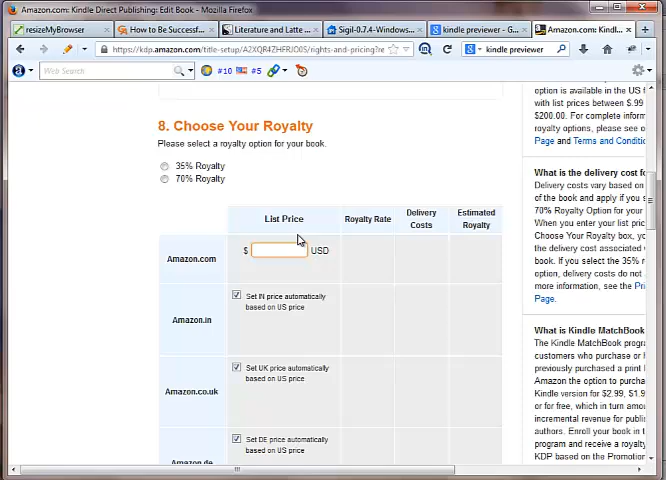 Amazon.com: Kindle Direct Publishing: Edit Book - Mozilla Firefox
resizeMyBrowser
How to Be Successf...
Literature and Latte ...
Sigil-0.7.4-Windows...
kindle previewer - G...
Amazon.com: Kindl...
https://kdp.amazon.com/title-setup/A2XQR4ZHFRJO0S/rights-and-pricing?re
kindle previewer
Web Search
#10
#5
8. Choose Your Royalty
Please select a royalty option for your book.
35% Royalty
70% Royalty
List Price
Royalty Rate
Delivery
Costs
Estimated
Royalty
Amazon.com
$
USD
Amazon.in
Set IN price automatically
based on US price
Amazon.co.uk
Set UK price automatically
based on US price
Amazon.de
Set DE price automatically
based on US price
option is available in the US f
with list prices between $.99
$200.00. For complete inform
royalty options, please see o
Page and Terms and Conditio
What is the delivery cost fo
Delivery costs vary based on
of the book and apply if you s
70% Royalty Option for your
When you enter your list pric
Choose Your Royalty box, yo
the delivery cost associated
book. If you select the 35% r
option, delivery costs do not
more information, see the Pri
Page.
What is Kindle MatchBook
The Kindle MatchBook progra
customers who purchase or h
previously purchased a print
Amazon the option to purcha
Kindle version for $2.99, $1.9
or for free, which in turn amo
incremental revenue for publis
authors. Enroll your book in t
program and receive a royalty
KDP based on the Promotion